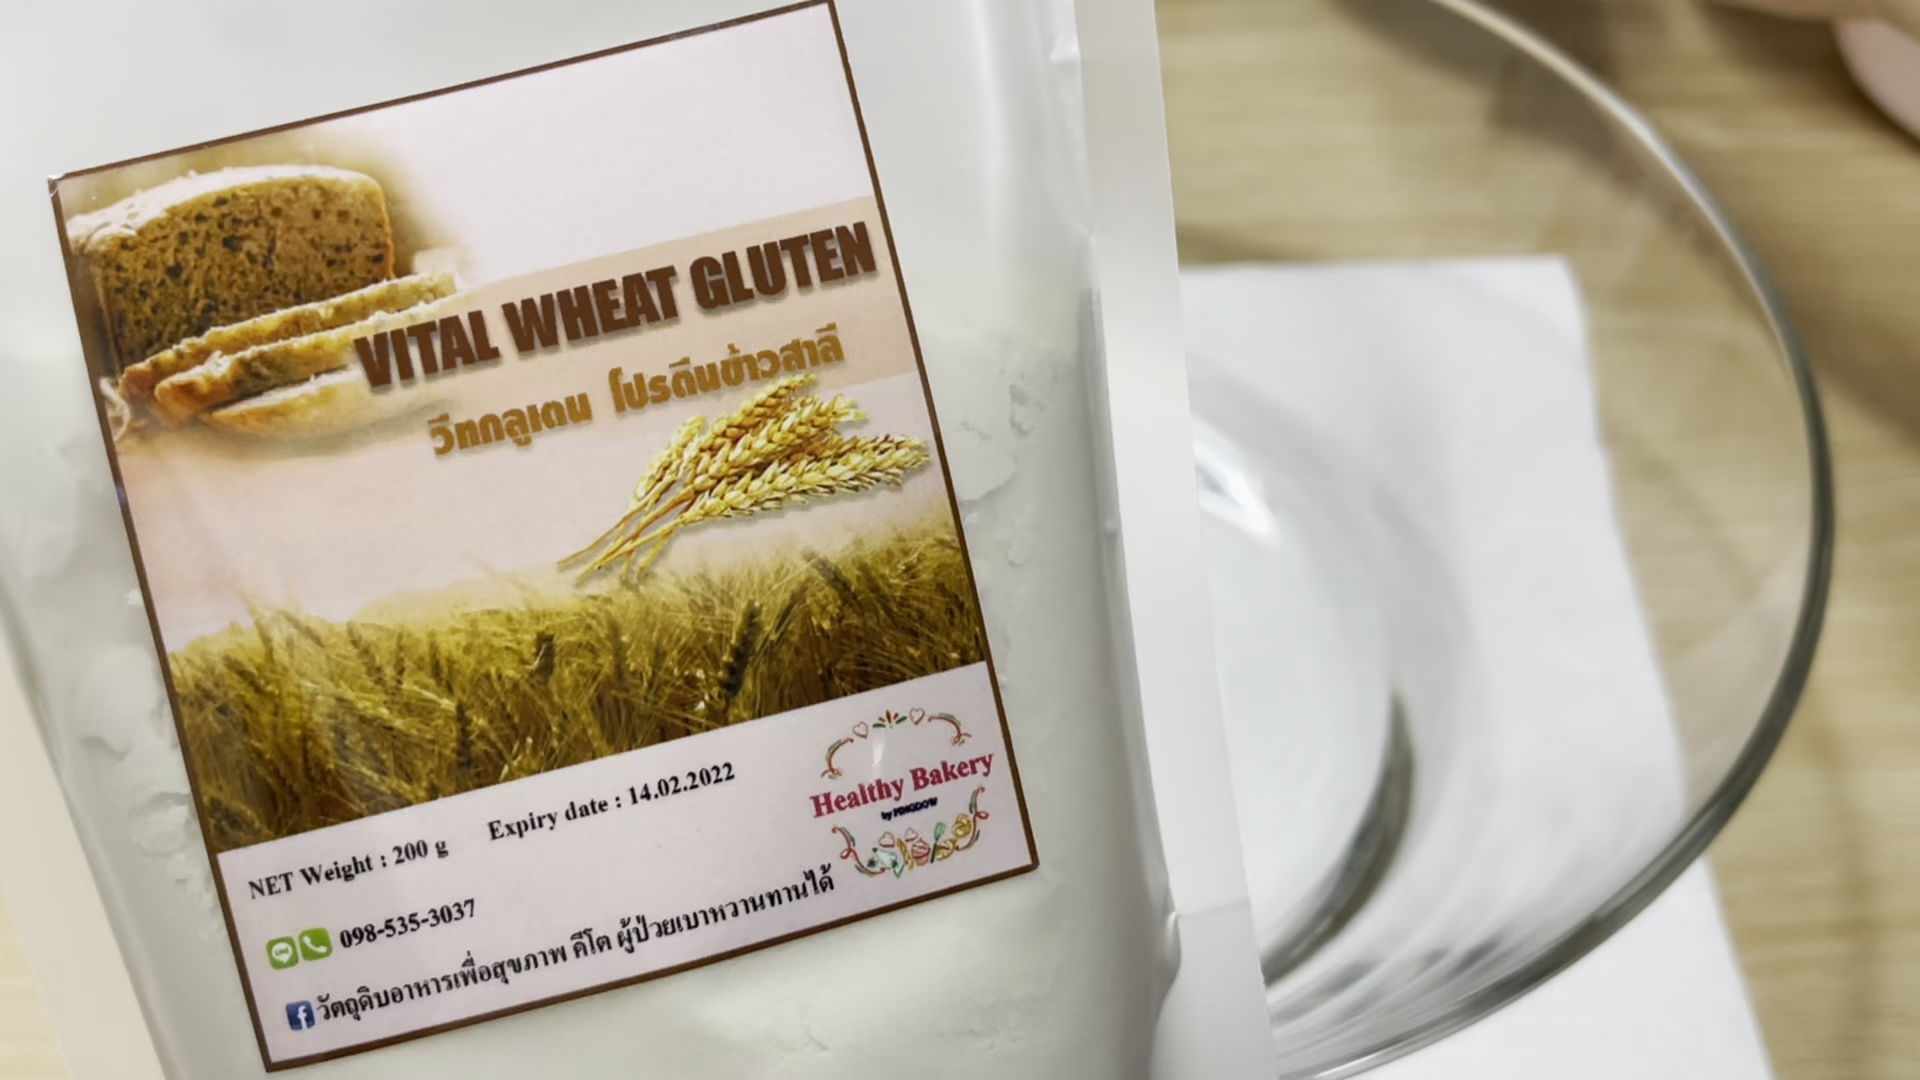 VITAL WHEAT GLUTEN
วีทกลูเตน โปรตีนข้าวสาลี
NET Weight : 200 g Expiry date : 14.02.2022
Healthy Bakery
by PINGDOW
098-535-3037
วัตถุดิบอาหารเพื่อสุขภาพ คีโต ผู้ป่วยเบาหวานทานได้